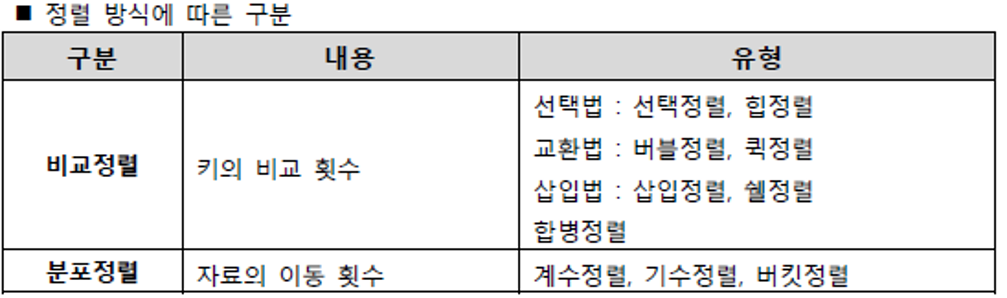 ■ 정렬 방식에 따른 구분
구분 내용 유형
비교정렬 키의 비교 횟수
선택법 : 선택정렬, 힙정렬
교환법 : 버블정렬, 퀵정렬
삽입법 : 삽입정렬, 쉘정렬
합병정렬
분포정렬 자료의 이동 횟수 계수정렬, 기수정렬, 버킷정렬